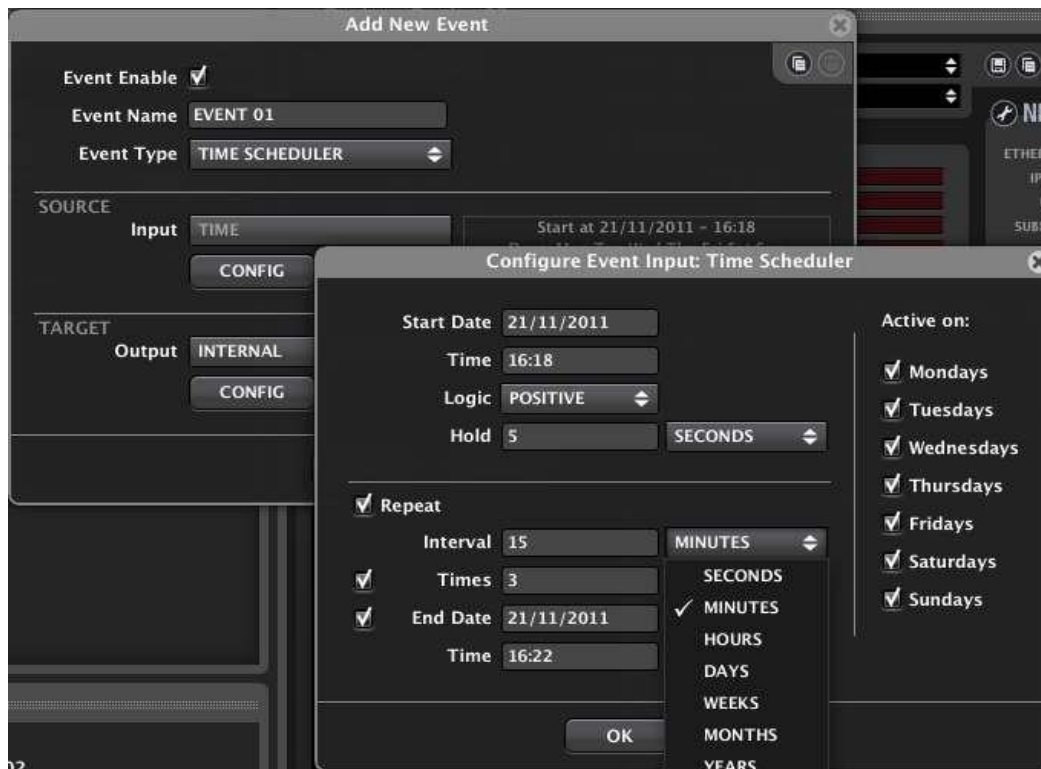 Add New Event
Event Enable
Event Name EVENT 01
Event Type TIME SCHEDULER
SOURCE
Input TIME
Start at 21/11/2011 - 16:18
CONFIG
TARGET
Output INTERNAL
CONFIG
Configure Event Input: Time Scheduler
Start Date 21/11/2011
Time 16:18
Logic POSITIVE
Hold 5 SECONDS
Repeat
Interval 15 MINUTES
Times 3
End Date 21/11/2011
Time 16:22
SECONDS
MINUTES
HOURS
DAYS
WEEKS
MONTHS
YEARS
OK
Active on:
Mondays
Tuesdays
Wednesdays
Thursdays
Fridays
Saturdays
Sundays